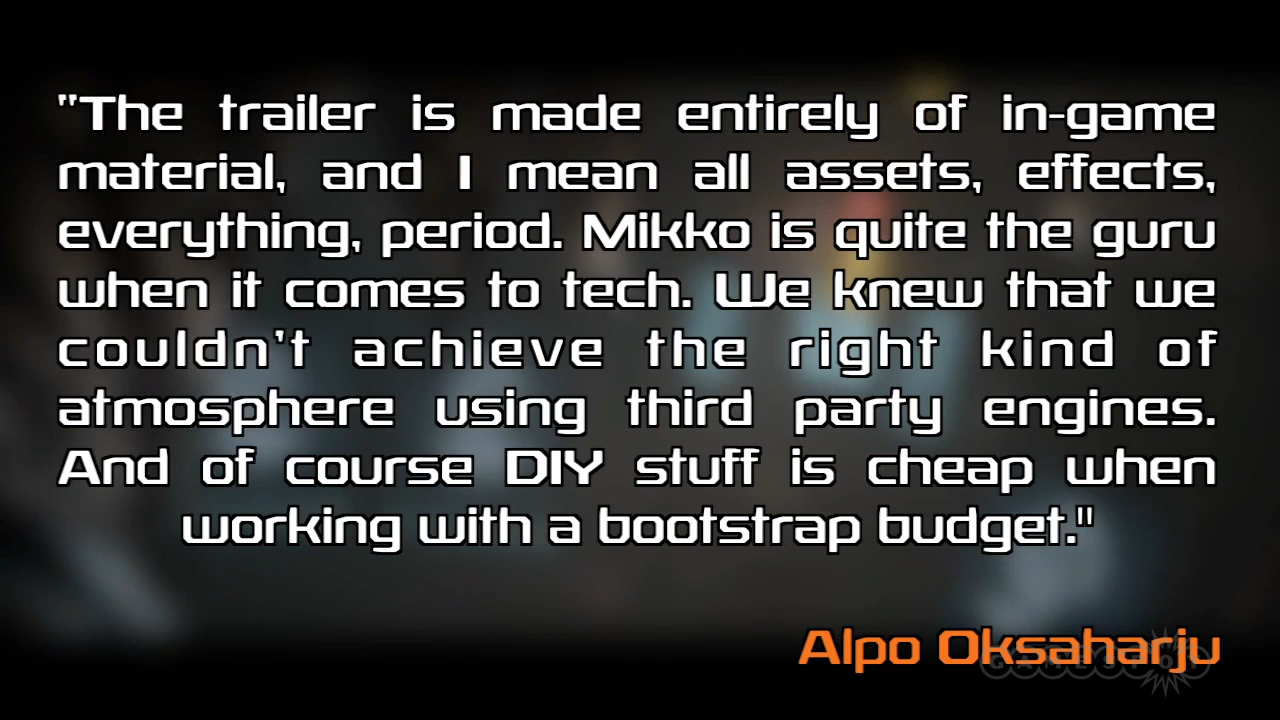 "The trailer is made entirely of in-game
material, and I mean all assets, effects,
everything, period. Mikko is quite the guru
when it comes to tech. We knew that we
couldn't achieve the right kind of
atmosphere using third party engines.
And of course DIY stuff is cheap when
working with a bootstrap budget."
Alpo Oksaharju
GAMESPOT